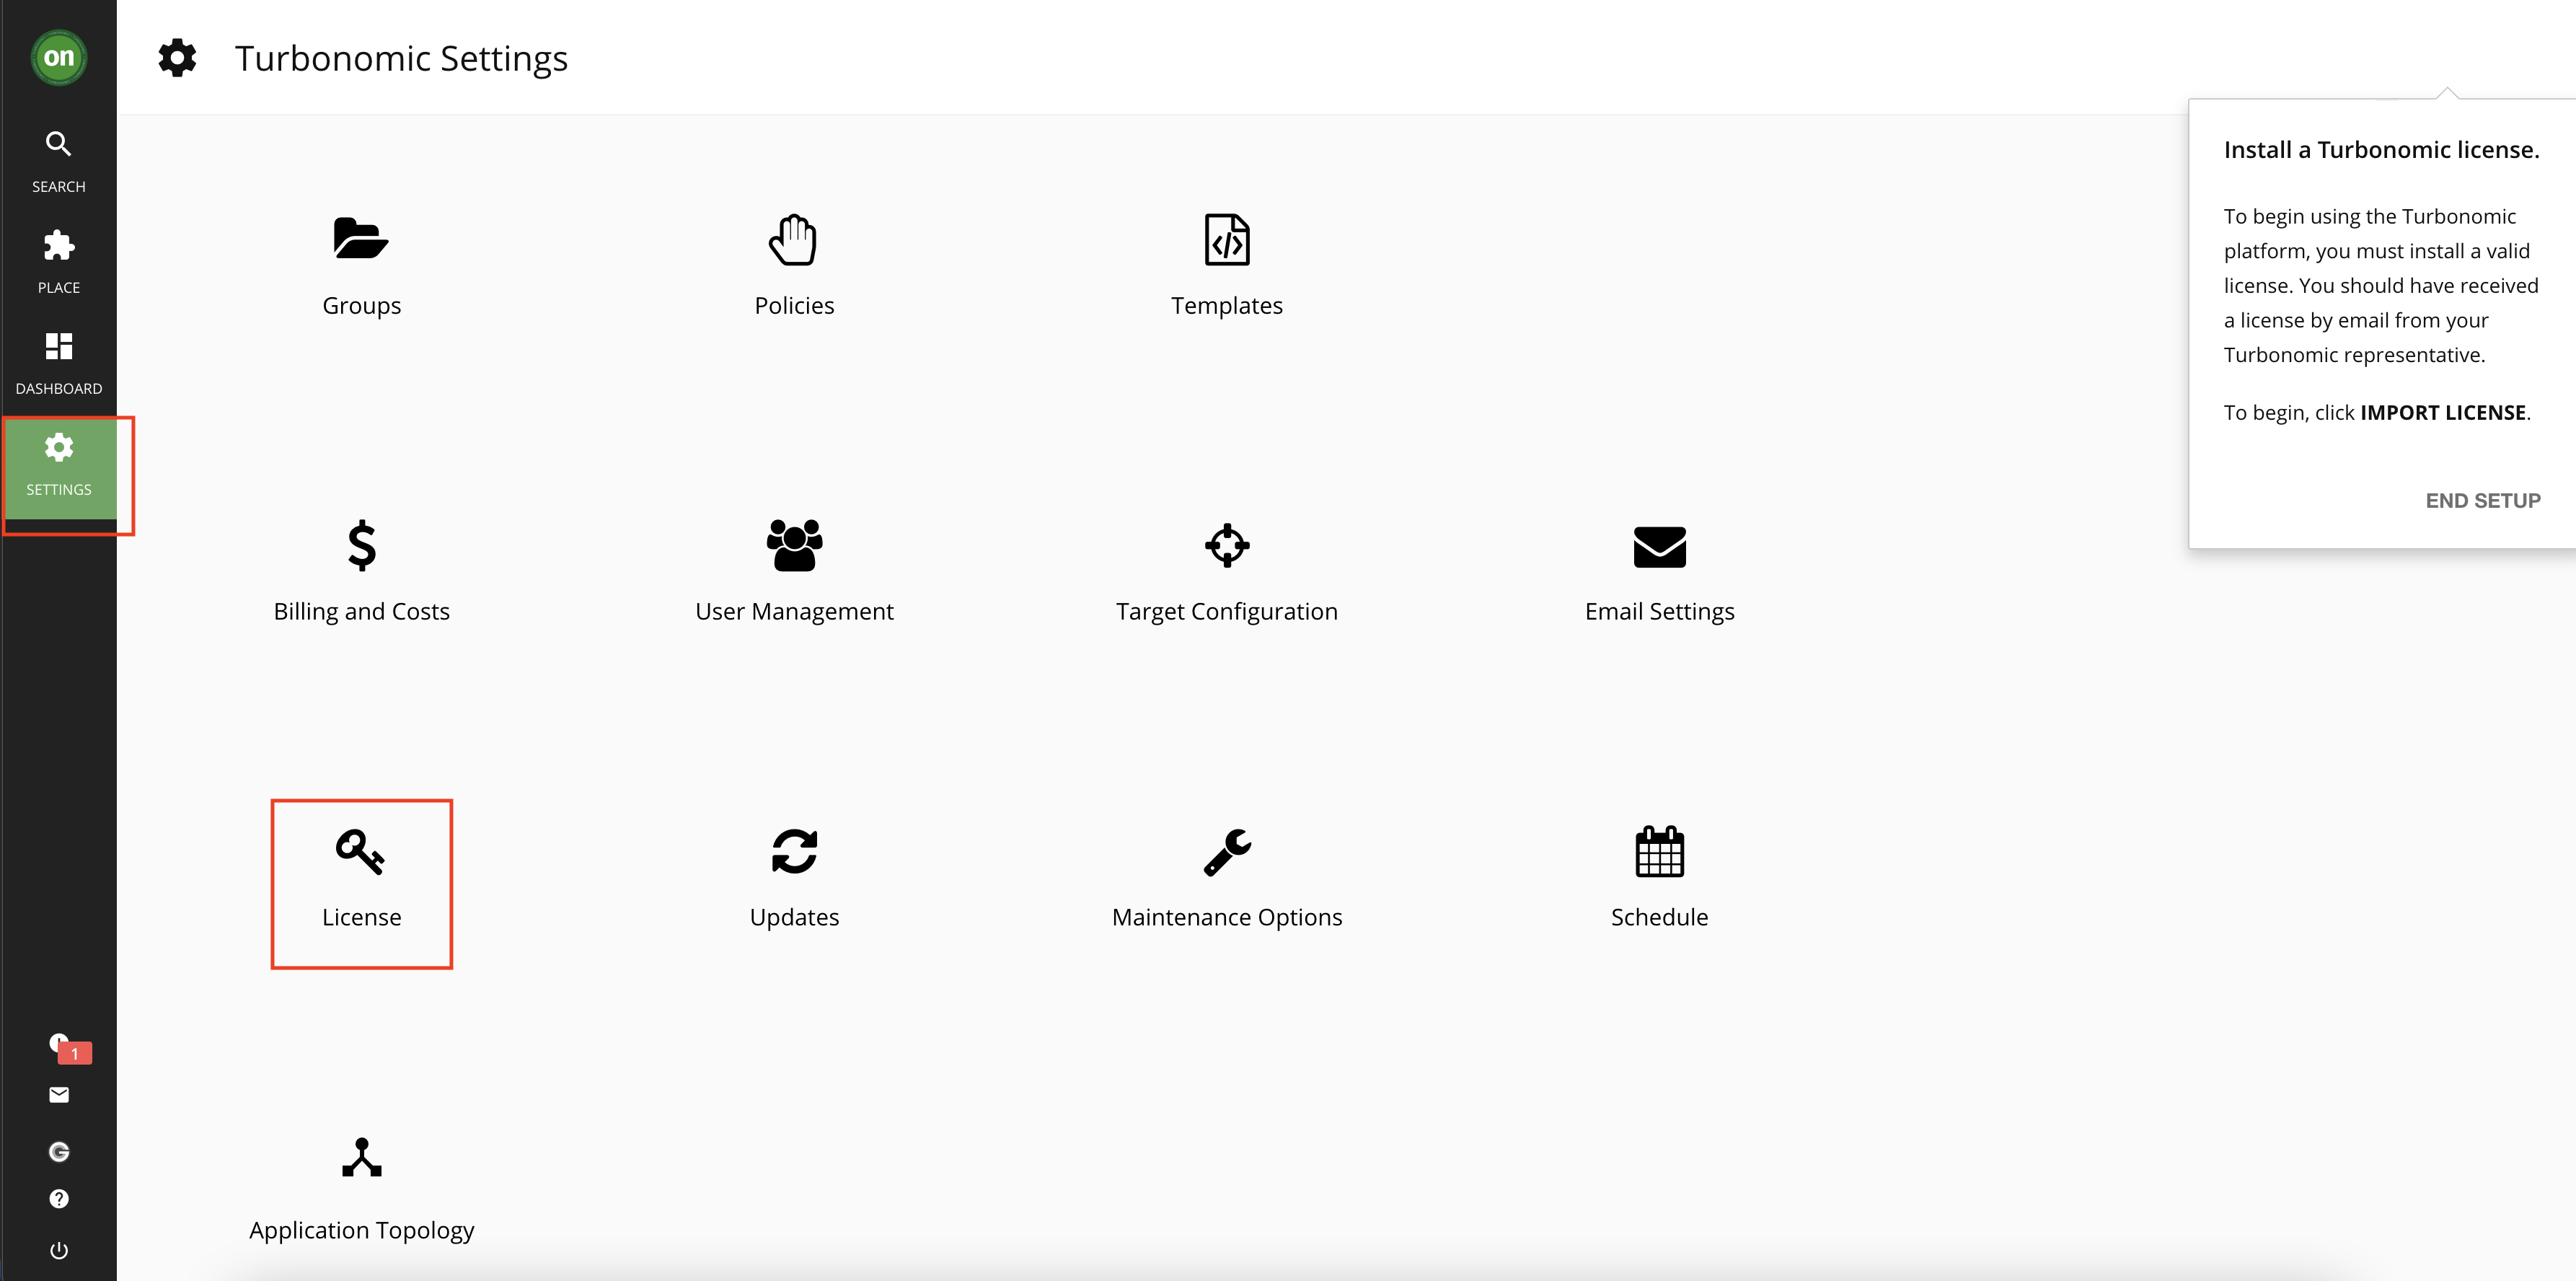 on
Turbonomic Settings
SEARCH
PLACE
DASHBOARD
SETTINGS
1
Groups
Policies
Templates
Billing and Costs
User Management
Target Configuration
Email Settings
License
Updates
Maintenance Options
Schedule
Application Topology
Install a Turbonomic license.
To begin using the Turbonomic
platform, you must install a valid
license. You should have received
a license by email from your
Turbonomic representative.
To begin, click IMPORT LICENSE.
END SETUP